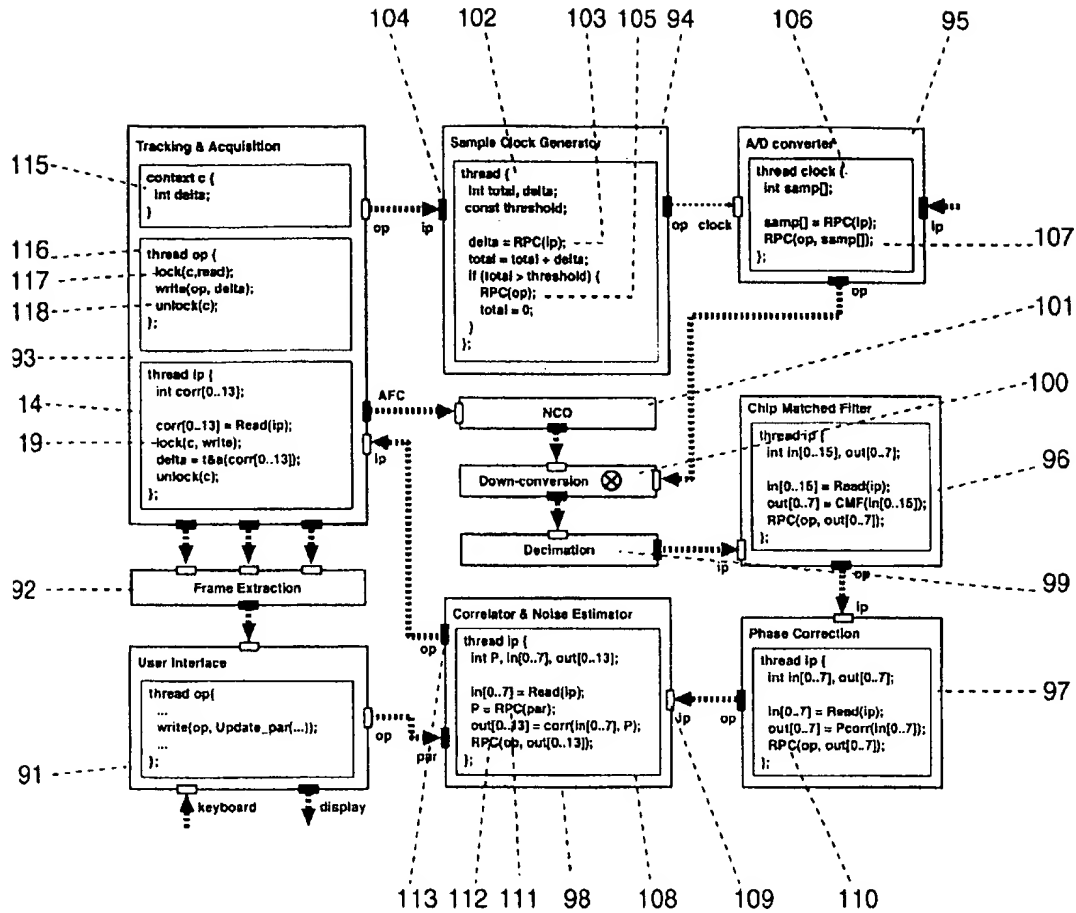 104 102 103 105 94 106 95
Tracking & Acquisition
115
context c {
int delta;
}
116
thread op {
117
lock(c,read);
write(op, delta);
118
unlock(c);
};
93
thread ip {
int corr[0..13];
14
corr[0..13] = Read(ip);
19
lock(c, write);
delta = t&a(corr[0..13]);
unlock(c);
};
op
ip
AFC
ip
Sample Clock Generator
thread {
int total, delta;
const threshold;
delta = RPC(ip);
total = total + delta;
if (total > threshold) {
RPC(op);
total = 0;
}
};
op
clock
A/D converter
thread clock {
int samp[];
samp[] = RPC(ip);
RPC(op, samp[]);
};
ip
107
op
101
100
NCO
Down-conversion
Decimation
ip
99
Chip Matched Filter
thread ip {
int in[0..15], out[0..7];
in[0..15] = Read(ip);
out[0..7] = CMF(in[0..15]);
RPC(op, out[0..7]);
};
96
op
ip
92
Frame Extraction
User Interface
thread op{
...
write(op, Update_par(...));
...
};
91
op
par
keyboard
display
Correlator & Noise Estimator
op
thread ip {
int P, in[0..7], out[0..13];
in[0..7] = Read(ip);
P = RPC(par);
out[0..13] = corr(in[0..7], P);
RPC(op, out[0..13]);
};
ip
op
Phase Correction
thread ip {
int in[0..7], out[0..7];
in[0..7] = Read(ip);
out[0..7] = Pcorr(in[0..7]);
RPC(op, out[0..7]);
};
97
113 112 111 98 108 109 110